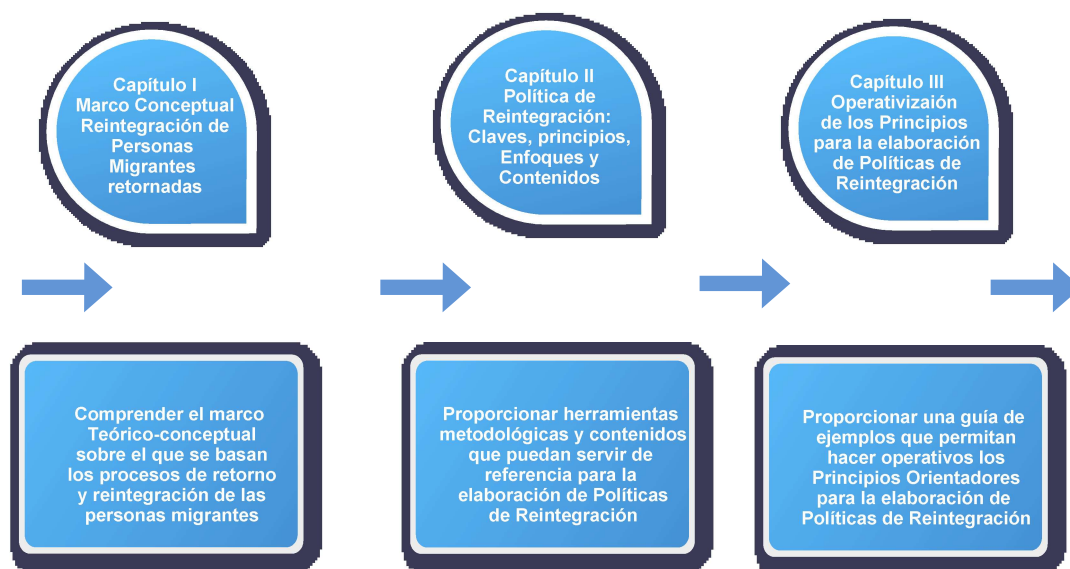 Capítulo I
Marco Conceptual
Reintegración de
Personas
Migrantes
retornadas
Capítulo II
Política de
Reintegración:
Claves, principios,
Enfoques y
Contenidos
Capítulo III
Operativizaión
de los Principios
para la elaboración
de Políticas de
Reintegración
Comprender el marco
Teórico-conceptual
sobre el que se basan
los procesos de retorno
y reintegración de las
personas migrantes
Proporcionar herramientas
metodológicas y contenidos
que puedan servir de
referencia para la
elaboración de Políticas
de Reintegración
Proporcionar una guía de
ejemplos que permitan
hacer operativos los
Principios Orientadores
para la elaboración de
Políticas de Reintegración